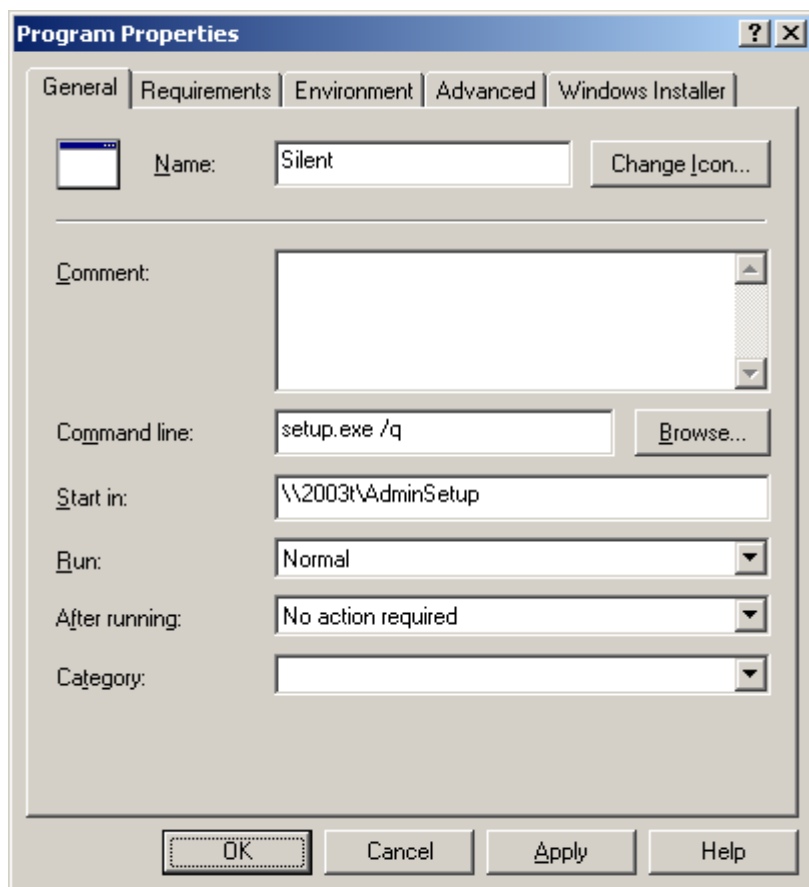 Program Properties
General Requirements Environment Advanced Windows Installer
Name: Silent Change Icon...
Comment:
Command line: setup.exe /q Browse...
Start in: \\2003t\AdminSetup
Run: Normal
After running: No action required
Category:
OK Cancel Apply Help